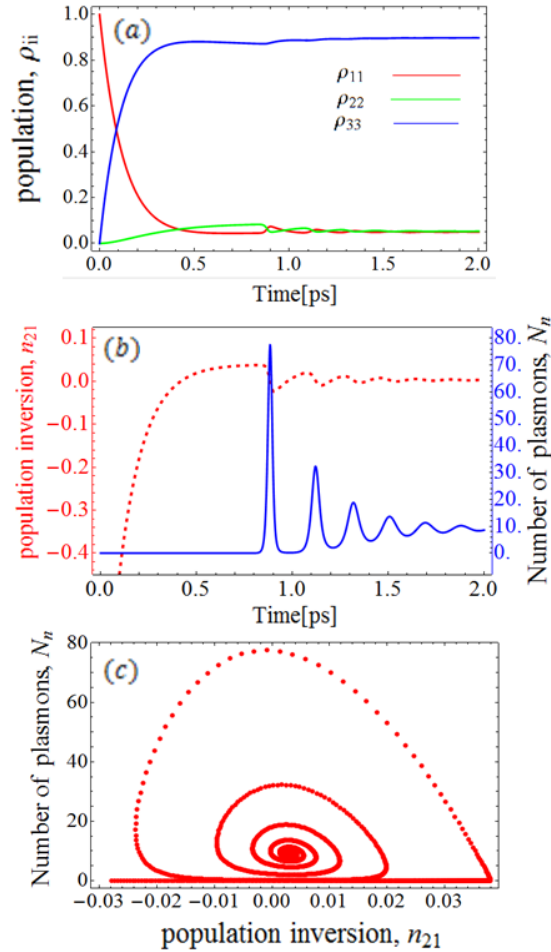 (a)
population, ρii
1.0
0.8
0.6
0.4
0.2
0.0
ρ11
ρ22
ρ33
0.0 0.5 1.0 1.5 2.0
Time[ps]
(b)
population inversion, n21
0.1
0.0
−0.1
−0.2
−0.3
−0.4
80.
70.
60.
50.
40.
30.
20.
10.
0.
Number of plasmons, Nn
0.0 0.5 1.0 1.5 2.0
Time[ps]
(c)
Number of plasmons, Nn
80
60
40
20
0
−0.03 −0.02 −0.01 0.00 0.01 0.02 0.03
population inversion, n21